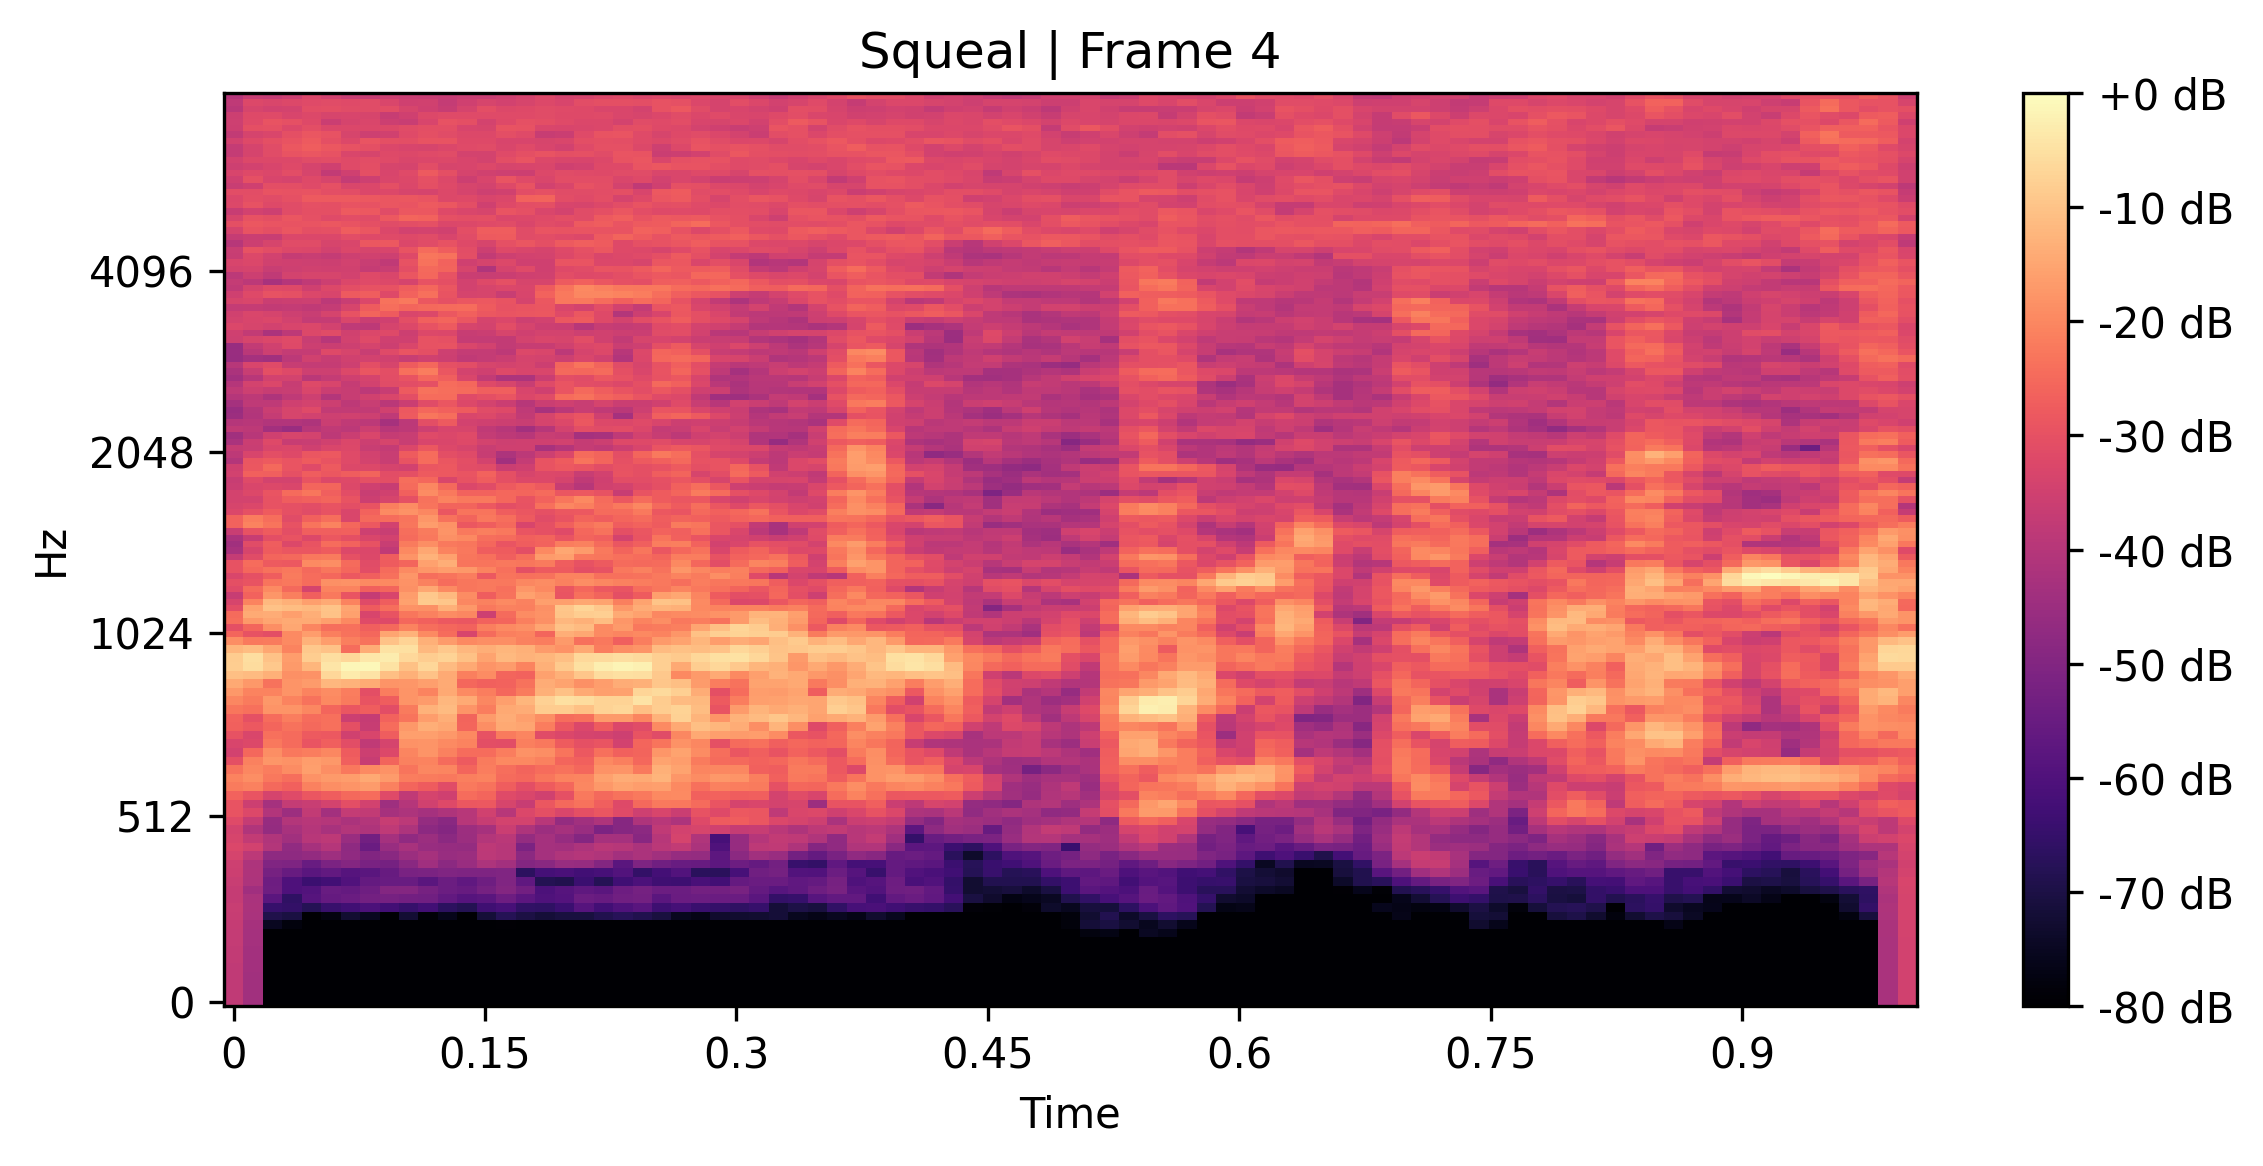 Squeal | Frame 4
Hz
4096
2048
1024
512
0
0 0.15 0.3 0.45 0.6 0.75 0.9
Time
+0 dB
-10 dB
-20 dB
-30 dB
-40 dB
-50 dB
-60 dB
-70 dB
-80 dB